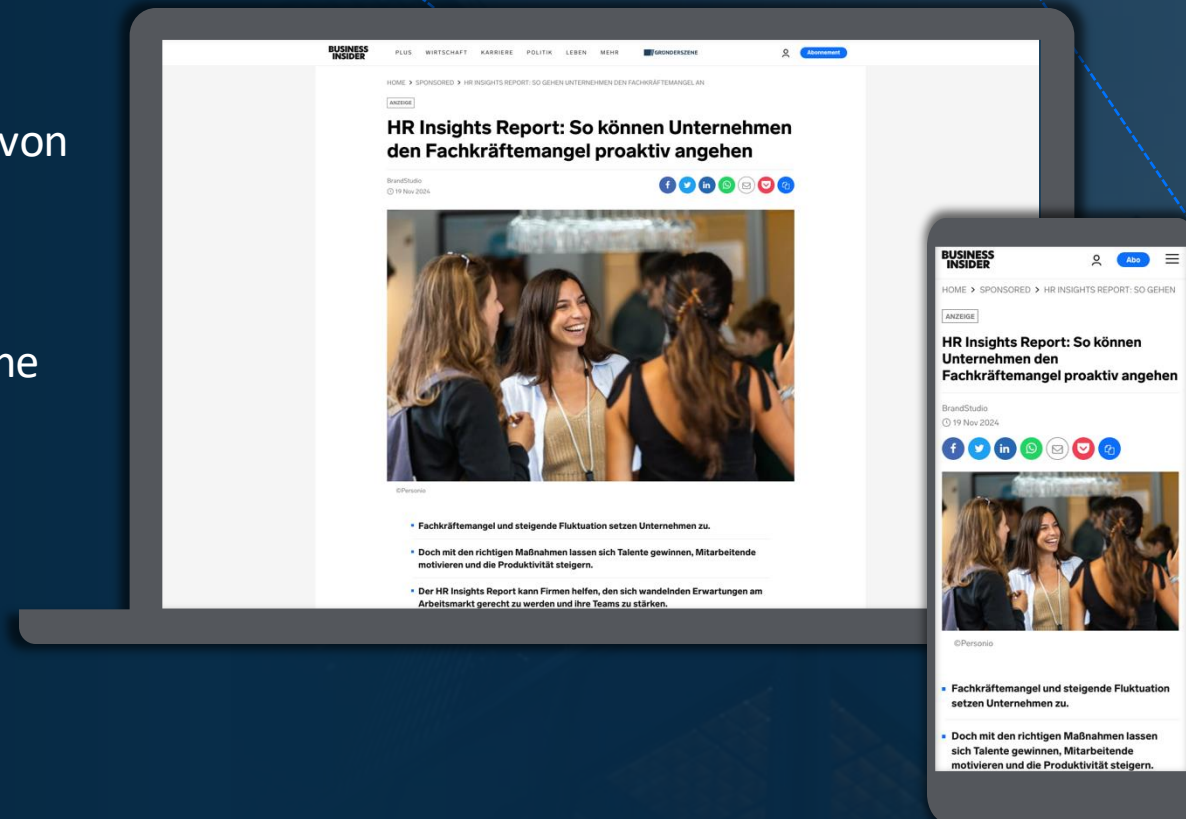 von
ne
BUSINESS
INSIDER
PLUS WIRTSCHAFT KARRIERE POLITIK LEBEN MEHR GRÜNDERSZENE Abonnement
HOME > SPONSORED > HR INSIGHTS REPORT: SO GEHEN UNTERNEHMEN DEN FACHKRÄFTEMANGEL AN
ANZEIGE
HR Insights Report: So können Unternehmen
den Fachkräftemangel proaktiv angehen
BrandStudio
19 Nov 2024
©Personio
Fachkräftemangel und steigende Fluktuation setzen Unternehmen zu.
Doch mit den richtigen Maßnahmen lassen sich Talente gewinnen, Mitarbeitende
motivieren und die Produktivität steigern.
Der HR Insights Report kann Firmen helfen, den sich wandelnden Erwartungen am
Arbeitsmarkt gerecht zu werden und ihre Teams zu stärken.
BUSINESS
INSIDER
Abo
HOME > SPONSORED > HR INSIGHTS REPORT: SO GEHEN
ANZEIGE
HR Insights Report: So können
Unternehmen den
Fachkräftemangel proaktiv angehen
BrandStudio
19 Nov 2024
©Personio
Fachkräftemangel und steigende Fluktuation
setzen Unternehmen zu.
Doch mit den richtigen Maßnahmen lassen
sich Talente gewinnen, Mitarbeitende
motivieren und die Produktivität steigern.